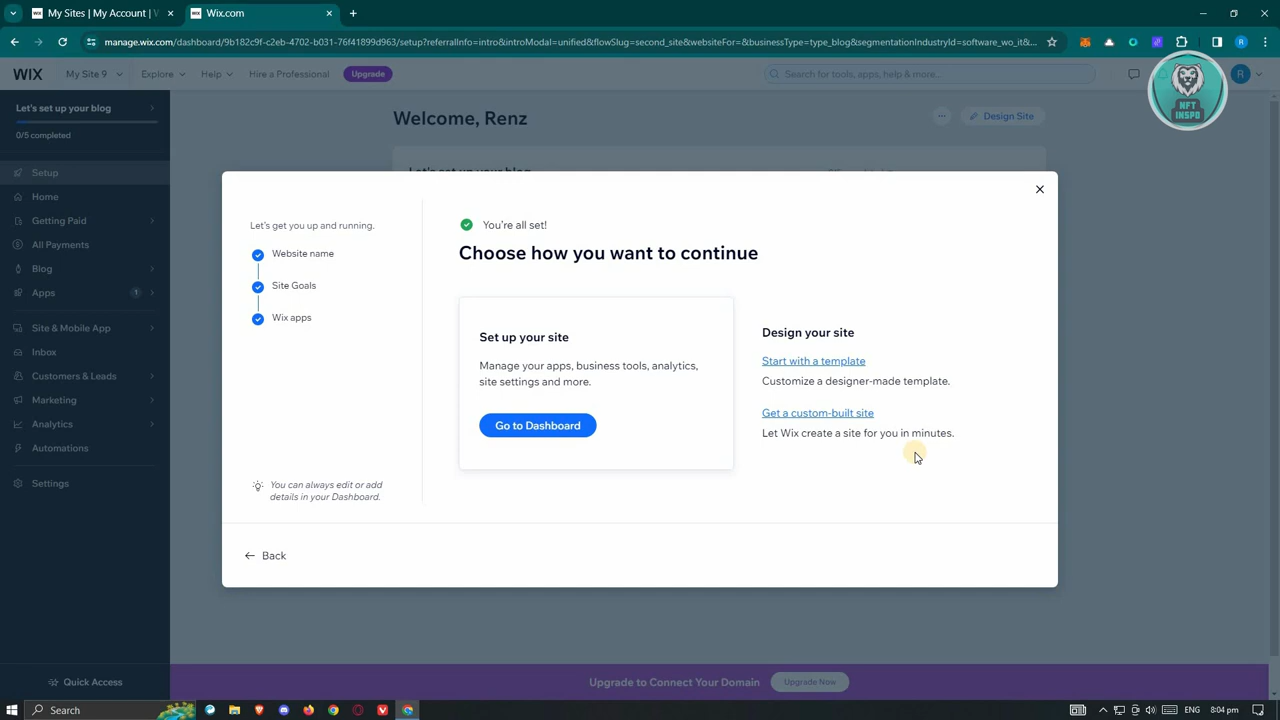 My Sites | My Account | V
Wix.com
manage.wix.com/dashboard/9b182c9f-c2eb-4702-b031-76f41899d963/setup?referralInfo=intro&introModal=unified&flowSlug=second_site&websiteFor=&businessType=type_blog&segmentationIndustryId=software_wo_it&...
WIX
My Site 9
Explore
Help
Hire a Professional
Upgrade
Search for tools, apps, help & more...
R
NFT
INSPO
Let's set up your blog
0/5 completed
Setup
Home
Getting Paid
All Payments
Blog
Apps
1
Site & Mobile App
Inbox
Customers & Leads
Marketing
Analytics
Automations
Settings
Quick Access
Welcome, Renz
Design Site
Let's set up your blog
Let's get you up and running.
Website name
Site Goals
Wix apps
You can always edit or add
details in your Dashboard.
You're all set!
Choose how you want to continue
Set up your site
Manage your apps, business tools, analytics,
site settings and more.
Go to Dashboard
Design your site
Start with a template
Customize a designer-made template.
Get a custom-built site
Let Wix create a site for you in minutes.
Back
Upgrade to Connect Your Domain
Upgrade Now
Search
ENG
8:04 pm